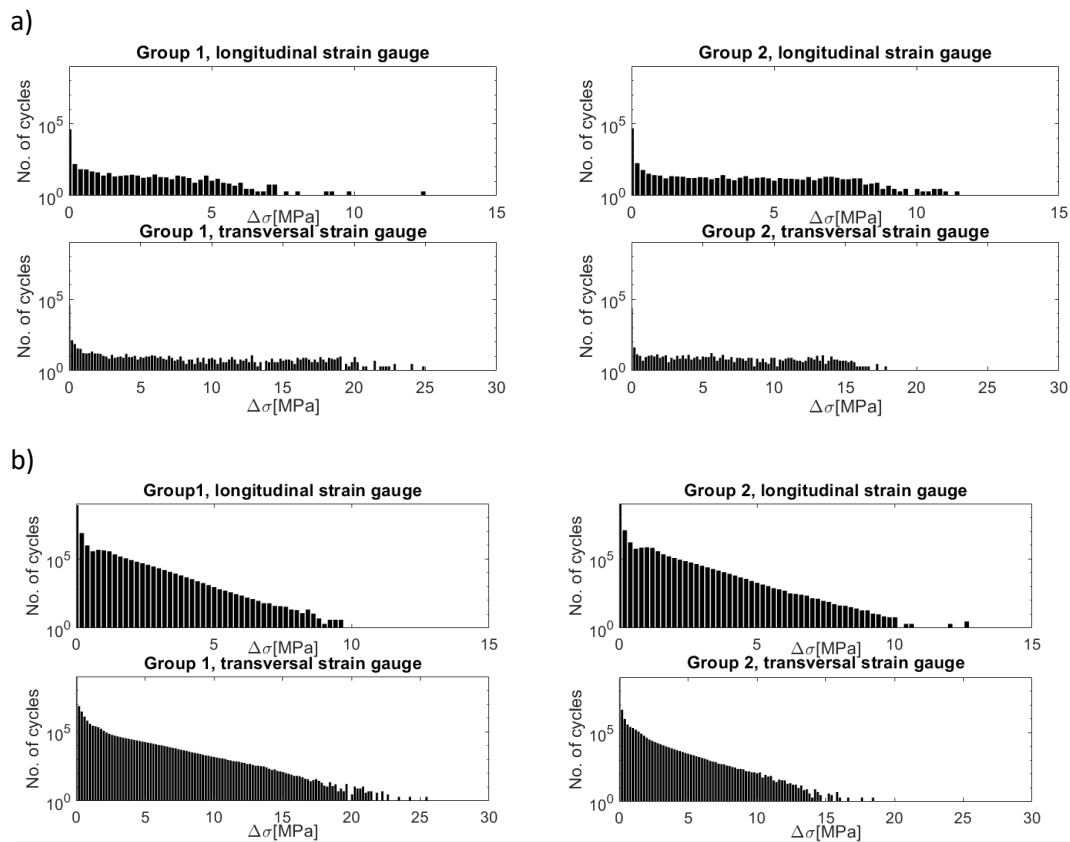 a)
Group 1, longitudinal strain gauge
No. of cycles
10^5
10^0
0 5 10 15
Δσ[MPa]
Group 2, longitudinal strain gauge
No. of cycles
10^5
10^0
0 5 10 15
Δσ[MPa]
Group 1, transversal strain gauge
No. of cycles
10^5
10^0
0 5 10 15 20 25 30
Δσ[MPa]
Group 2, transversal strain gauge
No. of cycles
10^5
10^0
0 5 10 15 20 25 30
Δσ[MPa]
b)
Group1, longitudinal strain gauge
No. of cycles
10^5
10^0
0 5 10 15
Δσ[MPa]
Group 2, longitudinal strain gauge
No. of cycles
10^5
10^0
0 5 10 15
Δσ[MPa]
Group 1, transversal strain gauge
No. of cycles
10^5
10^0
0 5 10 15 20 25 30
Δσ[MPa]
Group 2, transversal strain gauge
No. of cycles
10^5
10^0
0 5 10 15 20 25 30
Δσ[MPa]